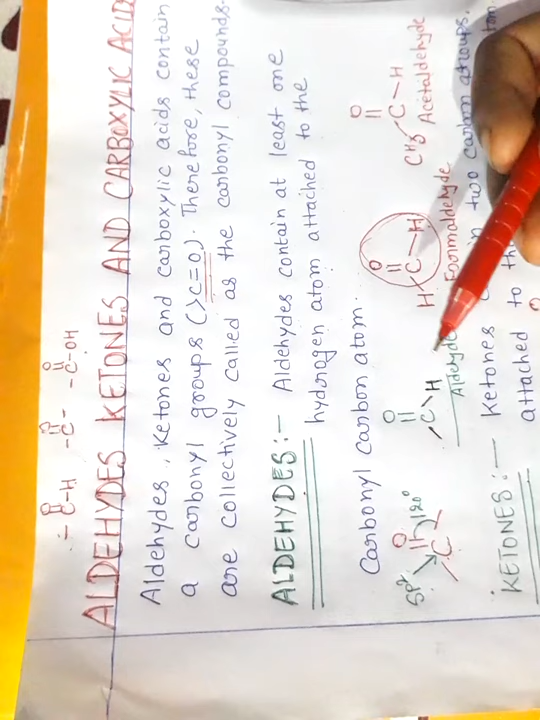 O O O
-C-H -C- -C-OH
ALDEHYDES KETONES AND CARBOXYLIC ACIDS
Aldehydes, Ketones and carboxylic acids contain
a carbonyl groups (>C=O). Therefore, these
are collectively called as the carbonyl compounds.
ALDEHYDES:- Aldehydes contain at least one
hydrogen atom attached to the
Carbonyl carbon atom.
O O O O
sp² C 120° C H H C-H CH3 C-H
Aldehyde Formaldehyde Acetaldehyde
KETONES:- Ketones two carbon groups.
attached to